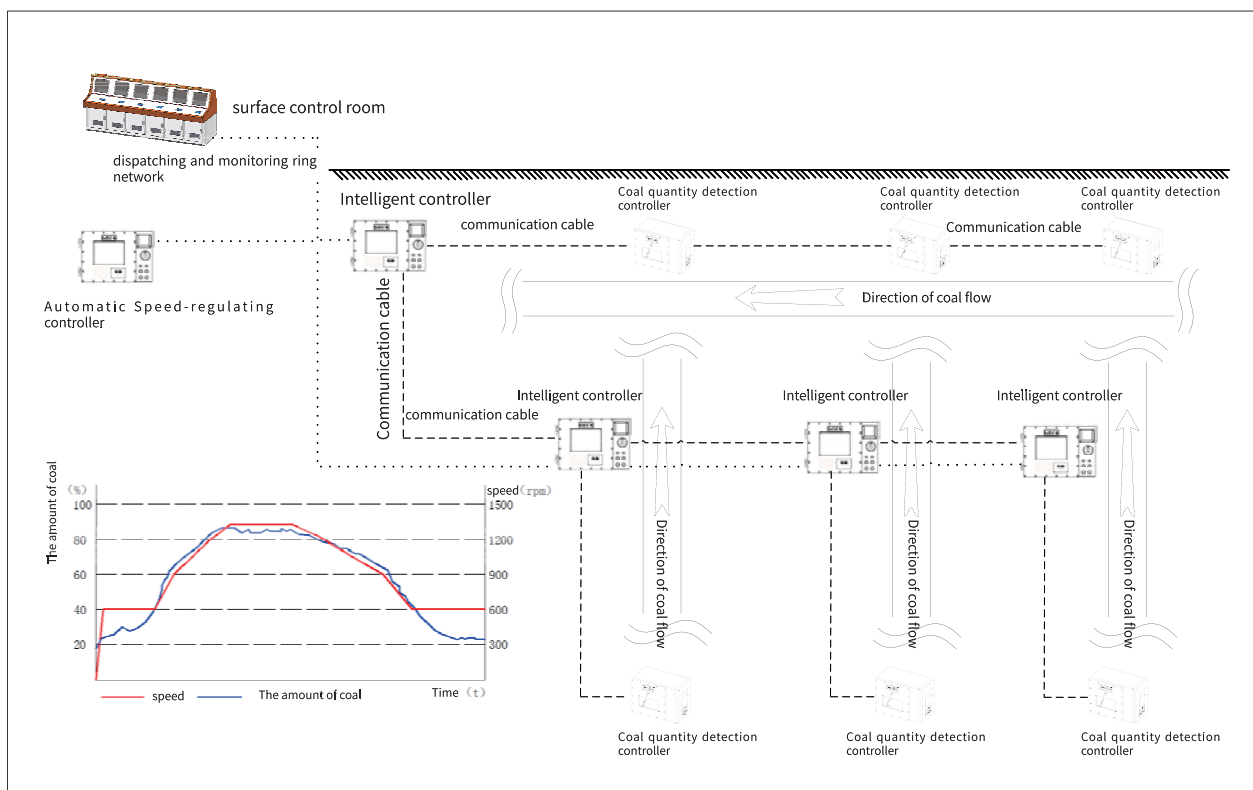 surface control room
dispatching and monitoring ring
network
Intelligent controller
communication cable
Coal quantity detection
controller
Coal quantity detection
controller
Communication cable
Coal quantity detection
controller
Automatic Speed-regulating
controller
Communication cable
Direction of coal flow
communication cable
Intelligent controller
Intelligent controller
Intelligent controller
Direction of coal flow
Direction of coal flow
Direction of coal flow
The amount of coal
(%)
100
80
60
40
20
speed(rpm)
1500
1200
900
600
300
speed
The amount of coal
Time (t)
Coal quantity detection
controller
Coal quantity detection
controller
Coal quantity detection
controller